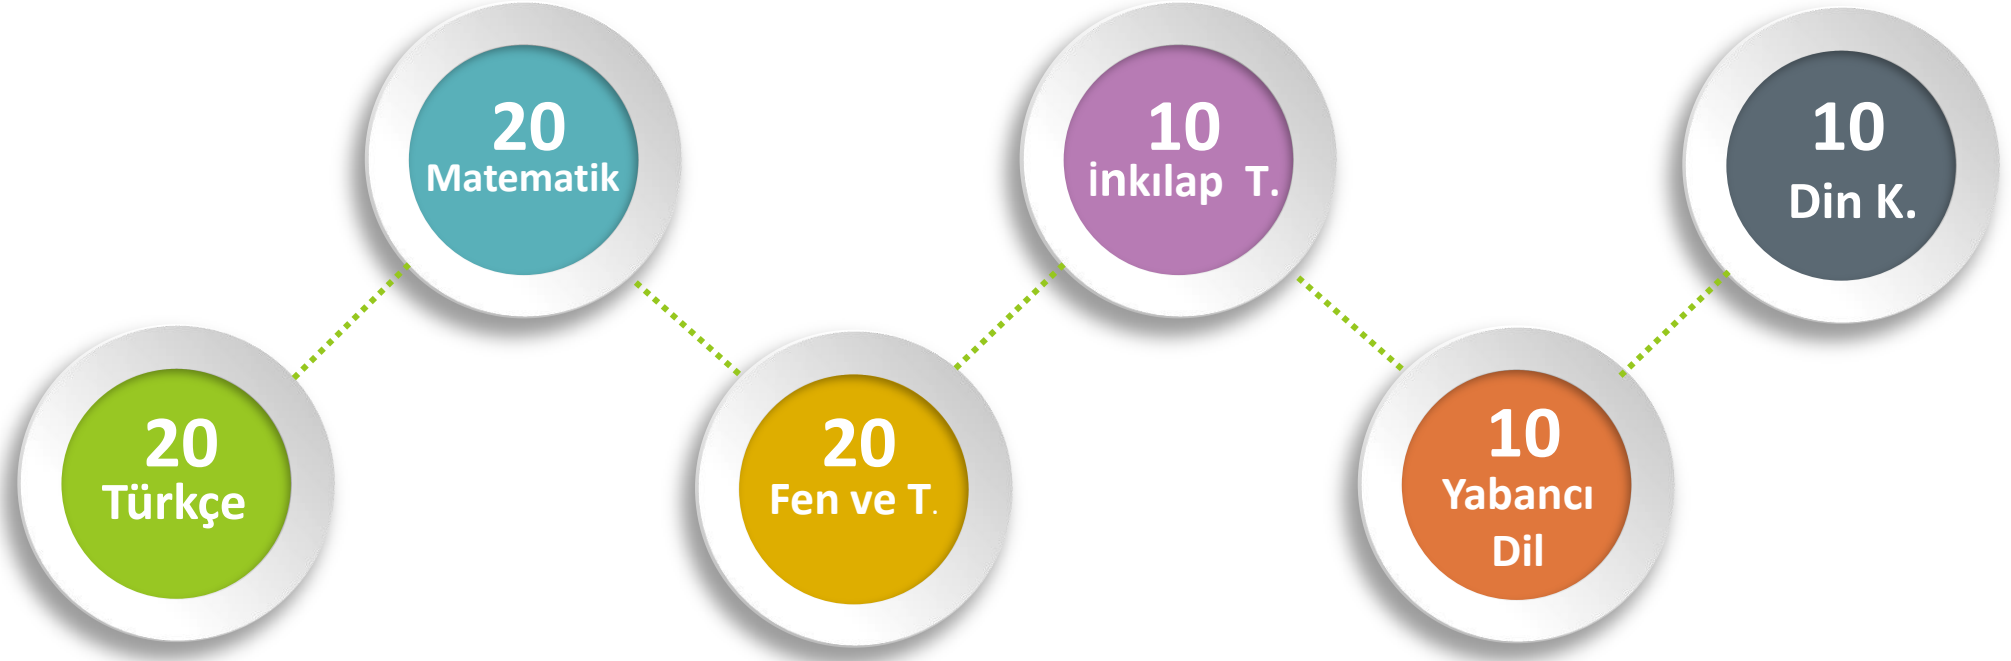 20
Türkçe
20
Matematik
20
Fen ve T.
10
inkılap T.
10
Yabancı
Dil
10
Din K.